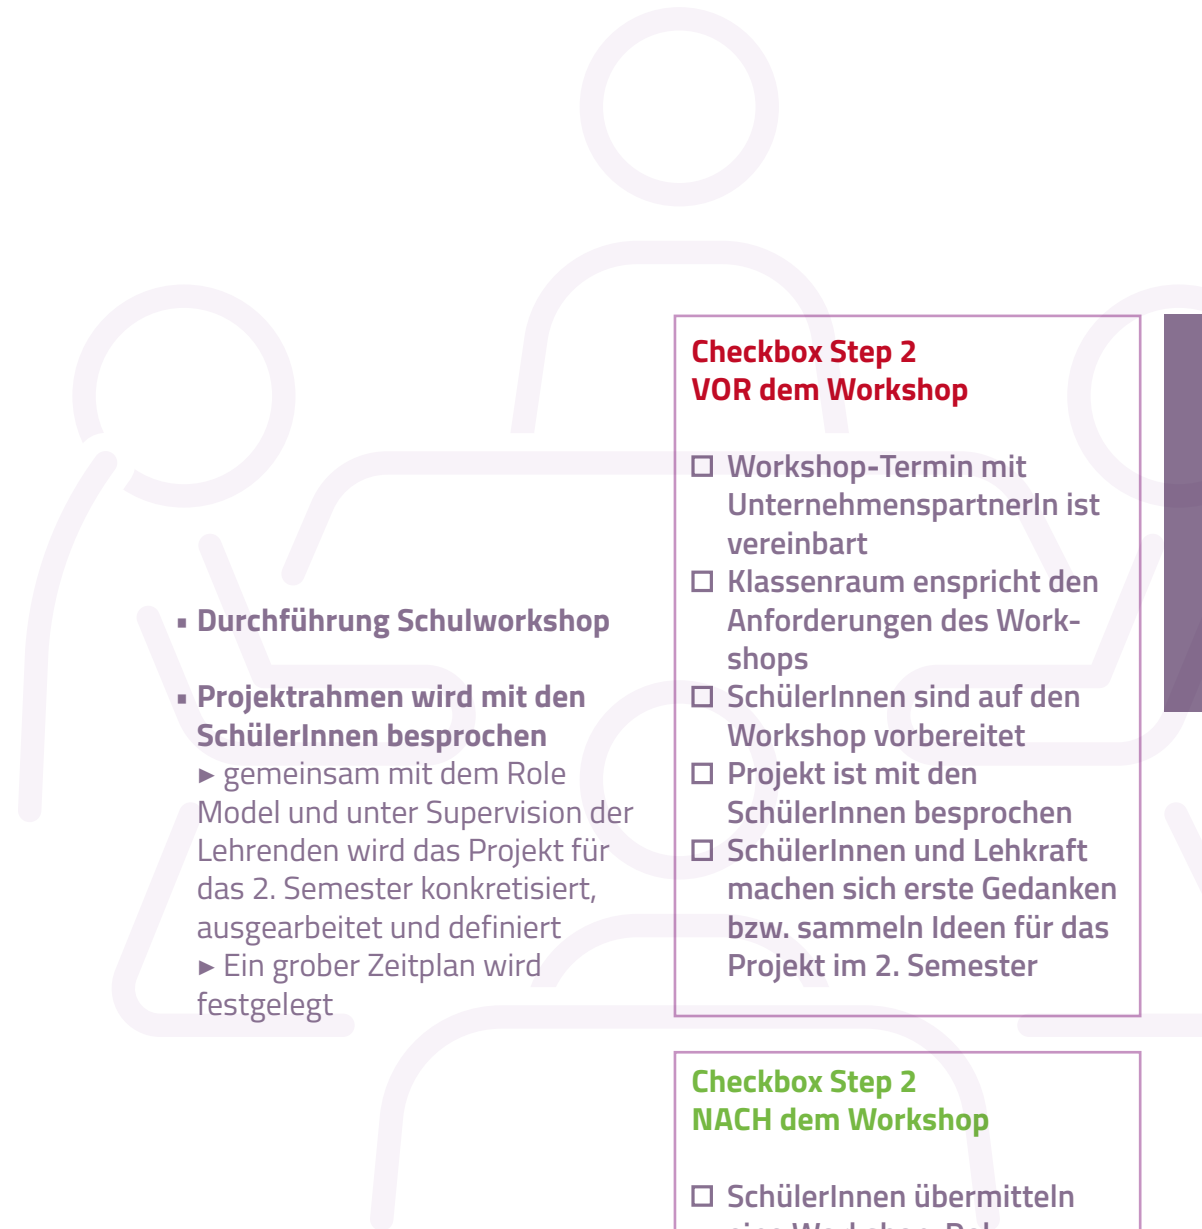 ▪ Durchführung Schulworkshop
▪ Projektrahmen wird mit den
SchülerInnen besprochen
▸ gemeinsam mit dem Role
Model und unter Supervision der
Lehrenden wird das Projekt für
das 2. Semester konkretisiert,
ausgearbeitet und definiert
▸ Ein grober Zeitplan wird
festgelegt
Checkbox Step 2
VOR dem Workshop
☐ Workshop-Termin mit
UnternehmenspartnerIn ist
vereinbart
☐ Klassenraum enspricht den
Anforderungen des Work-
shops
☐ SchülerInnen sind auf den
Workshop vorbereitet
☐ Projekt ist mit den
SchülerInnen besprochen
☐ SchülerInnen und Lehkraft
machen sich erste Gedanken
bzw. sammeln Ideen für das
Projekt im 2. Semester
Checkbox Step 2
NACH dem Workshop
☐ SchülerInnen übermitteln
eine Workshop-